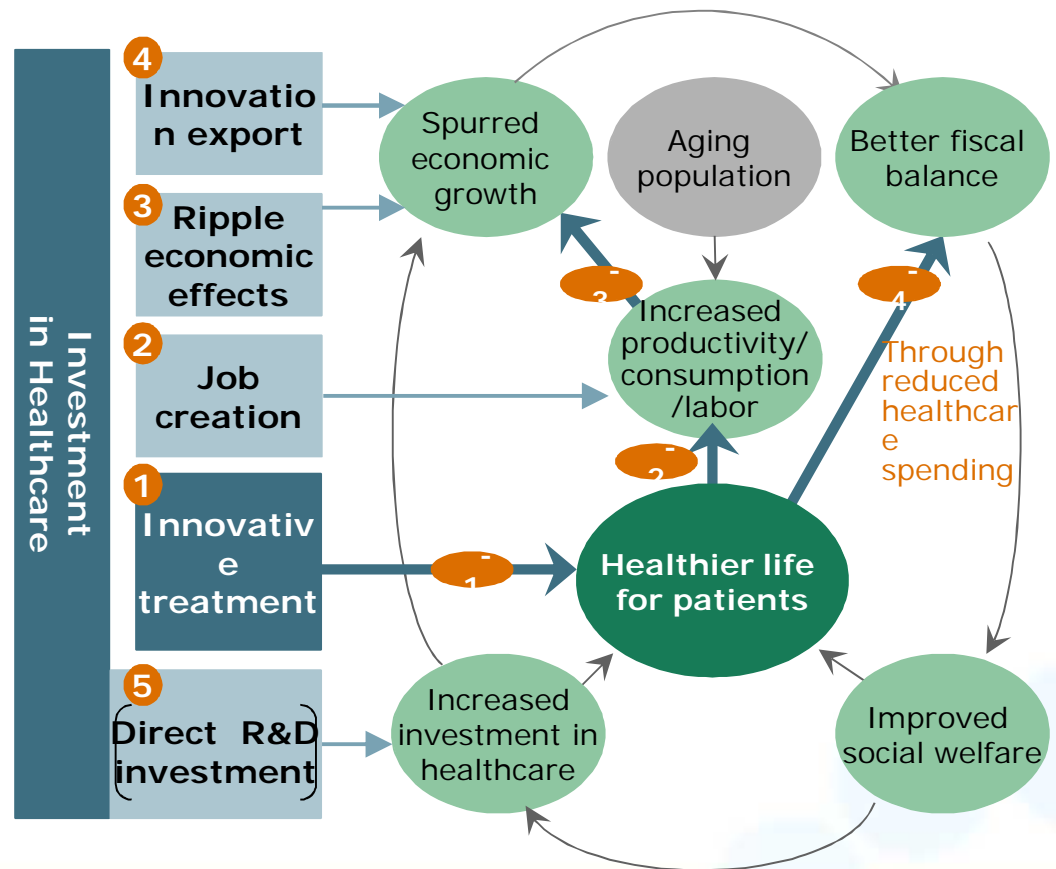 Investment
in Healthcare
4
Innovatio
n export
3
Ripple
economic
effects
2
Job
creation
1
Innovativ
e
treatment
5
Direct R&D
investment
Spurred
economic
growth
Aging
population
Better fiscal
balance
-
3
-
4
Increased
productivity/
consumption
/labor
Through
reduced
healthcar
e
spending
-
2
-
1
Healthier life
for patients
Increased
investment in
healthcare
Improved
social welfare